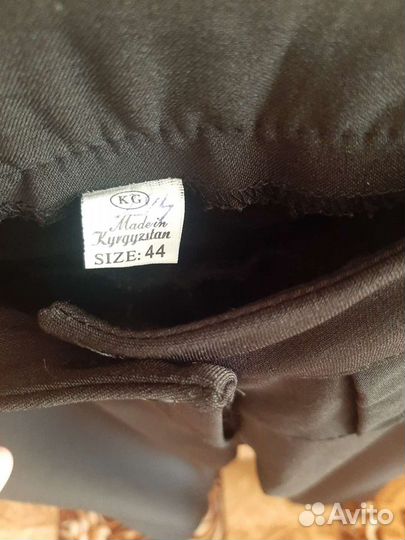 KG
Made in
Kyrgyzstan
SIZE: 44
Avito